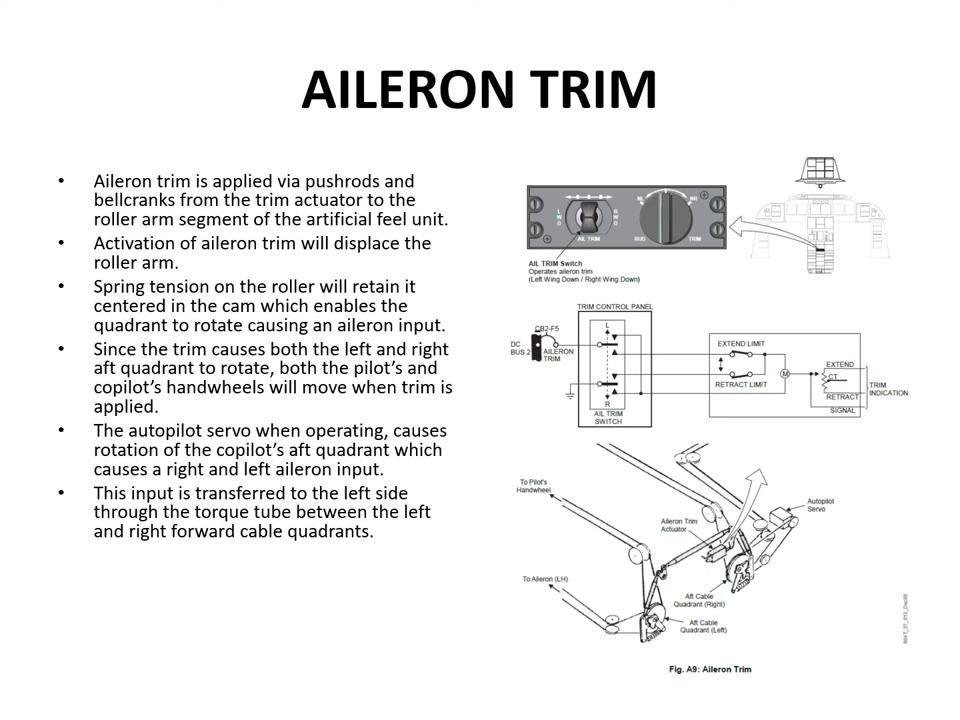 AILERON TRIM
• Aileron trim is applied via pushrods and
bellcranks from the trim actuator to the
roller arm segment of the artificial feel unit.
• Activation of aileron trim will displace the
roller arm.
• Spring tension on the roller will retain it
centered in the cam which enables the
quadrant to rotate causing an aileron input.
• Since the trim causes both the left and right
aft quadrant to rotate, both the pilot's and
copilot's handwheels will move when trim is
applied.
• The autopilot servo when operating, causes
rotation of the copilot's aft quadrant which
causes a right and left aileron input.
• This input is transferred to the left side
through the torque tube between the left
and right forward cable quadrants.
NL NR
L W D
R W D
AIL TRIM
RUD TRIM
AIL TRIM Switch
Operates aileron trim
(Left Wing Down / Right Wing Down)
TRIM CONTROL PANEL
CB2-F5
DC
BUS 2
AILERON
TRIM
L
R
AIL TRIM
SWITCH
EXTEND LIMIT
RETRACT LIMIT
M
EXTEND
CT
RETRACT
SIGNAL
TRIM
INDICATION
To Pilot's
Handwheel
Autopilot
Servo
Aileron Trim
Actuator
To Aileron (LH)
Aft Cable
Quadrant (Right)
Aft Cable
Quadrant (Left)
Fig. A9: Aileron Trim